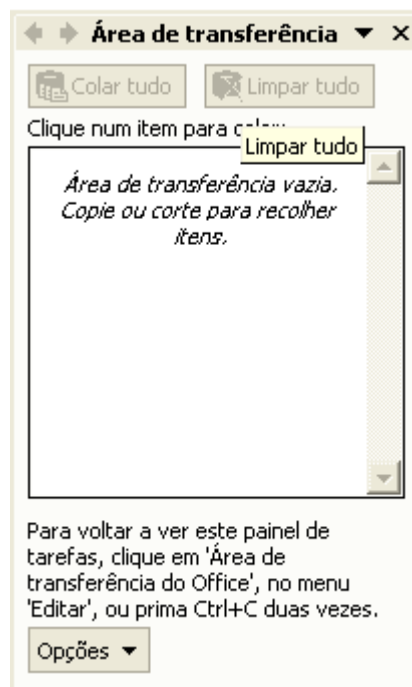 Área de transferência
Colar tudo Limpar tudo
Clique num item para
Limpar tudo
Área de transferência vazia.
Copie ou corte para recolher
itens.
Para voltar a ver este painel de
tarefas, clique em 'Área de
transferência do Office', no menu
'Editar', ou prima Ctrl+C duas vezes.
Opções